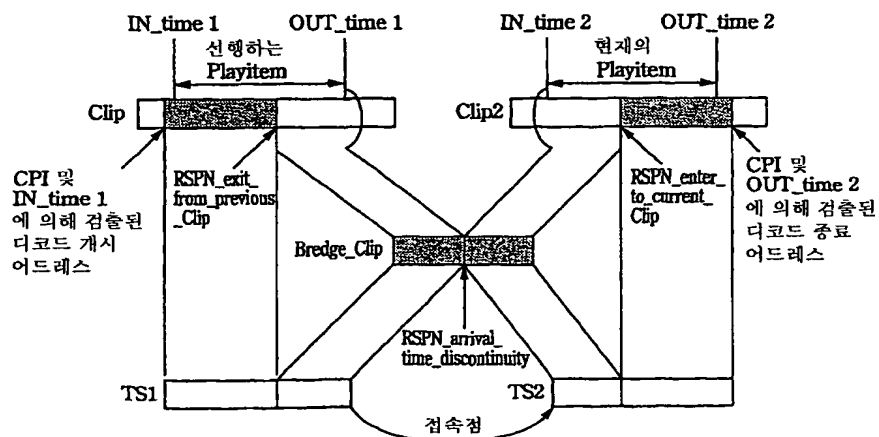 IN_time 1
OUT_time 1
IN_time 2
OUT_time 2
선행하는
Playitem
현재의
Playitem
Clip
Clip2
CPI 및
IN_time 1
에 의해 검출된
디코드 개시
어드레스
RSPN_exit_
from_previous
_Clip
RSPN_enter_
to_current_
Clip
CPI 및
OUT_time 2
에 의해 검출된
디코드 종료
어드레스
Bredge_Clip
RSPN_arrival_
time_discontinuity
TS1
TS2
접속점